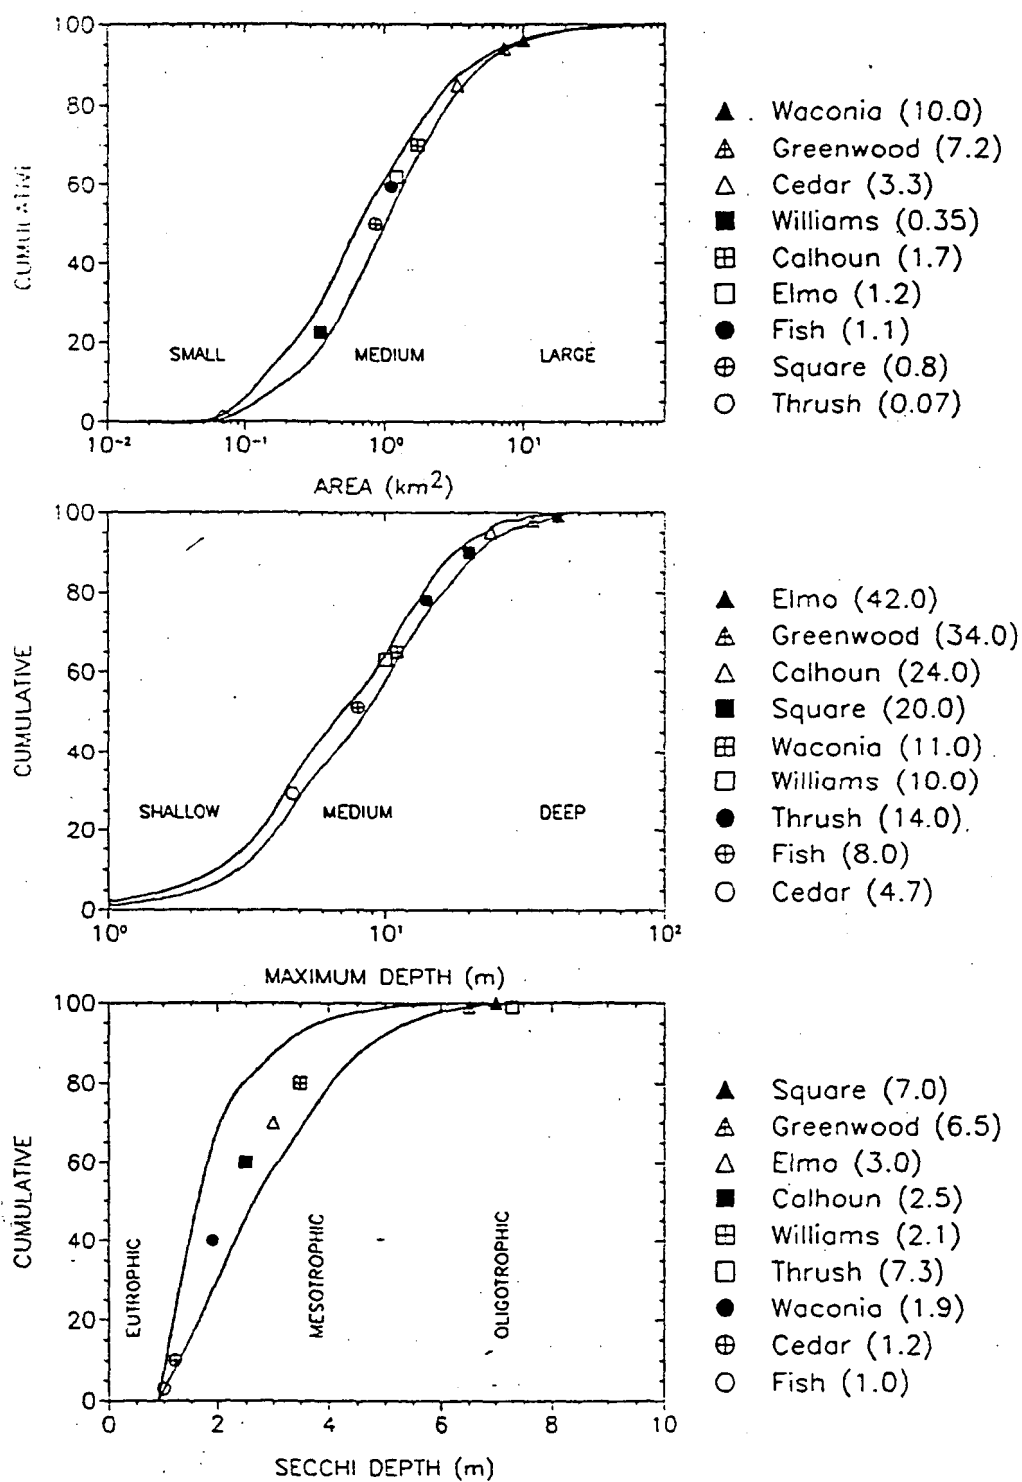 100
80
60
40
20
0
CUMULATIVE
SMALL MEDIUM LARGE
10⁻² 10⁻¹ 10⁰ 10¹
AREA (km²)
▲ Waconia (10.0)
Greenwood (7.2)
△ Cedar (3.3)
■ Williams (0.35)
⊞ Calhoun (1.7)
□ Elmo (1.2)
● Fish (1.1)
⊕ Square (0.8)
○ Thrush (0.07)
100
80
60
40
20
0
CUMULATIVE
SHALLOW MEDIUM DEEP
10⁰ 10¹ 10²
MAXIMUM DEPTH (m)
▲ Elmo (42.0)
Greenwood (34.0)
△ Calhoun (24.0)
■ Square (20.0)
⊞ Waconia (11.0)
□ Williams (10.0)
● Thrush (14.0)
⊕ Fish (8.0)
○ Cedar (4.7)
100
80
60
40
20
0
CUMULATIVE
EUTROPHIC
MESOTROPHIC
OLIGOTROPHIC
0 2 4 6 8 10
SECCHI DEPTH (m)
▲ Square (7.0)
Greenwood (6.5)
△ Elmo (3.0)
■ Calhoun (2.5)
⊞ Williams (2.1)
□ Thrush (7.3)
● Waconia (1.9)
⊕ Cedar (1.2)
○ Fish (1.0)